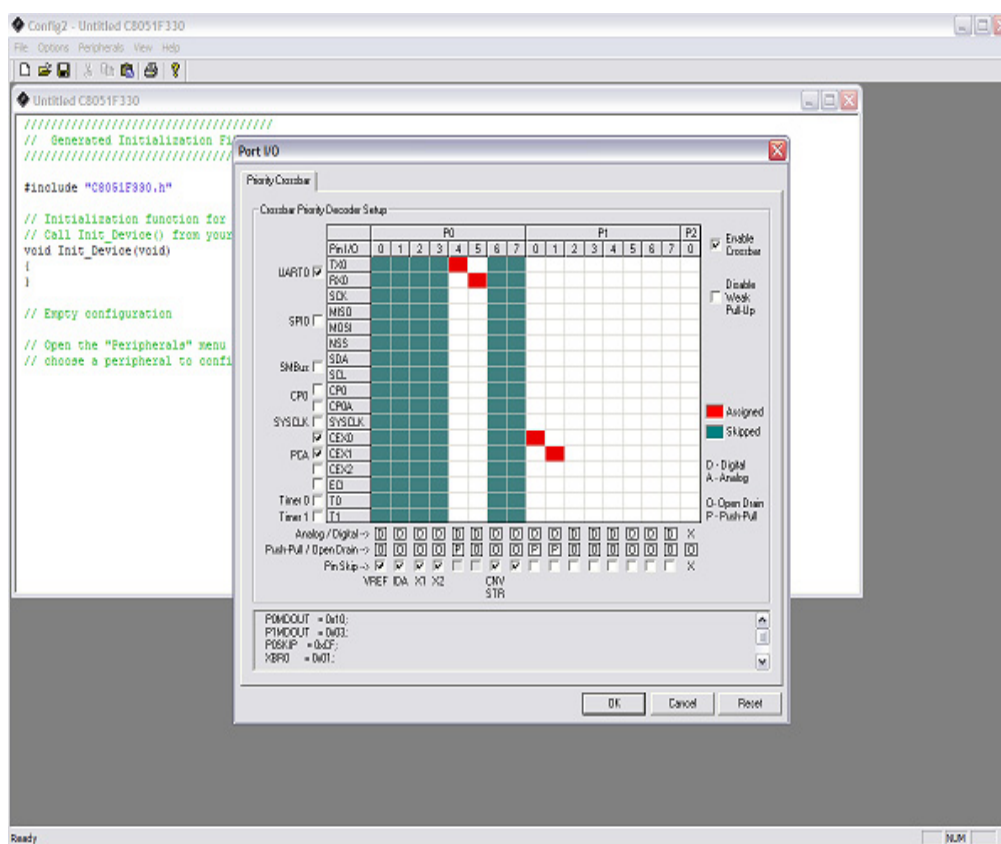 Config2 - Untitled C8051F330
File Options Peripherals View Help
Untitled C8051F330
/////////////////////////////////////
// Generated Initialization Fi
#include "C8051F330.h"
// Initialization function for
// Call Init_Device() from your
void Init_Device(void)
{
}
// Empty configuration
// Open the "Peripherals" menu
// choose a peripheral to confi
Port I/O
Priority Crossbar
Crossbar Priority Decoder Setup
P0 P1 P2
Pin I/O 0 1 2 3 4 5 6 7 0 1 2 3 4 5 6 7 0
UART0 TX0
RX0
SCK
SPI0 MISO
MOSI
NSS
SMBus SDA
SCL
CP0 CP0
CP0A
SYSCLK SYSCLK
CEX0
PCA CEX1
CEX2
ECI
Timer 0 T0
Timer 1 T1
Analog / Digital -> D D D D D D D D D D D D D D D D X
Push-Pull / Open Drain -> O O O O P O O O P P O O O O O O O
Pin Skip -> X
VREF IDA X1 X2 CNV
STR
Enable
Crossbar
Disable
Weak
Pull-Up
Assigned
Skipped
D - Digital
A - Analog
O- Open Drain
P - Push-Pull
P0MDOUT = 0x10;
P1MDOUT = 0x03;
P0SKIP = 0xCF;
XBR0 = 0x01;
OK Cancel Reset
Ready NUM